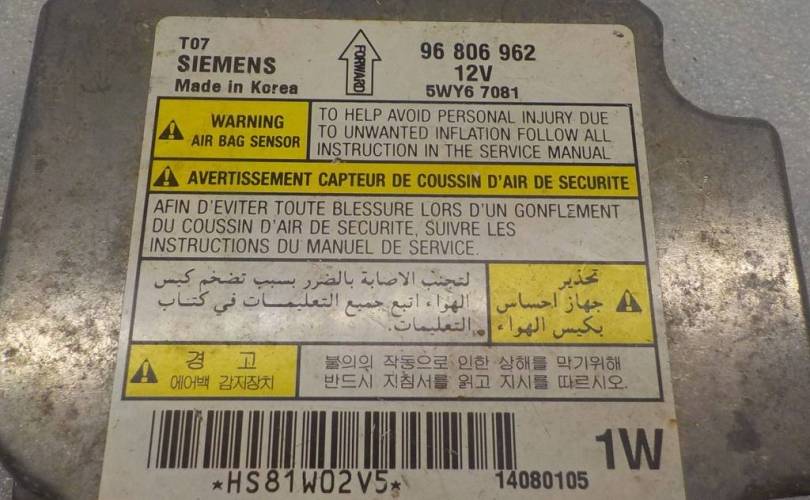 T07
SIEMENS
Made in Korea
FORWARD
96 806 962
12V
5WY6 7081
WARNING
AIR BAG SENSOR
TO HELP AVOID PERSONAL INJURY DUE
TO UNWANTED INFLATION FOLLOW ALL
INSTRUCTION IN THE SERVICE MANUAL
AVERTISSEMENT CAPTEUR DE COUSSIN D'AIR DE SECURITE
AFIN D'EVITER TOUTE BLESSURE LORS D'UN GONFLEMENT
DU COUSSIN D'AIR DE SECURITE, SUIVRE LES
INSTRUCTIONS DU MANUEL DE SERVICE.
تحذير
جهاز احساس
بكيس الهواء
لتجنب الاصابة بالضرر بسبب تضخم كيس
الهواء اتبع جميع التعليمـــات في كتـــاب
التعليمات.
경 고
에어백 감지장치
불의의 작동으로 인한 상해를 막기위해
반드시 지침서를 읽고 지시를 따르시오.
1W
*HS81W02V5*
14080105